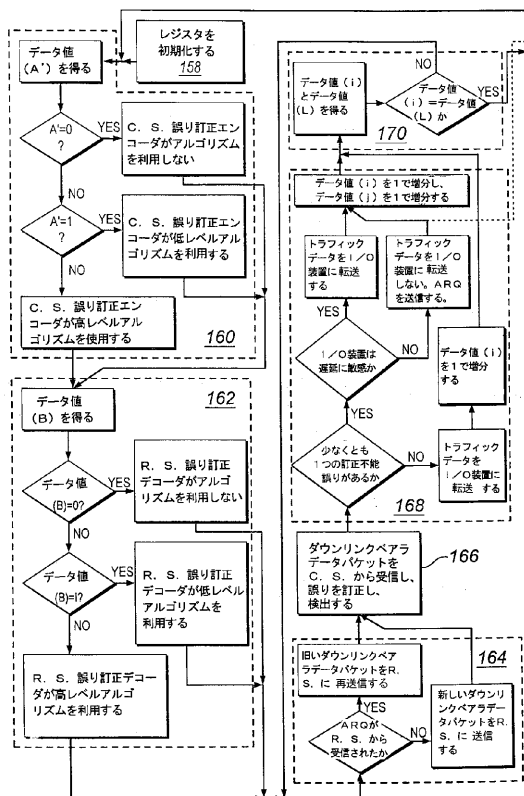 レジスタを
初期化する
158
データ値
(A')を得る
A'=0
?
YES
C. S. 誤り訂正エン
コーダがアルゴリズム
を利用しない
NO
A'=1
?
YES
C. S. 誤り訂正エン
コーダが低レベルアル
ゴリズムを利用する
NO
C. S. 誤り訂正エン
コーダが高レベルアル
ゴリズムを使用する
160
データ値
(B)を得る
162
データ値
(B)=0?
YES
R. S. 誤り訂正
デコーダがアルゴ
リズムを利用しない
NO
データ値
(B)=I?
YES
R. S. 誤り訂正
デコーダが低レベル
アルゴリズムを
利用する
NO
R. S. 誤り訂正デコー
ダが高レベルアルゴ
リズムを利用する
NO
YES
データ値(i)
とデータ値
(L)を得る
データ値
(i)=データ値
(L)か
170
データ値(i)を1で増分し、
データ値(j)を1で増分する
トラフィック
データをI/O
装置に転送
する
トラフィック
データをI/O
装置に転送
しない。ARQ
を送信する。
YES
NO
I/O装置は
遅延に敏感か
データ値(i)
を1で増分
する
YES
少なくとも
1つの訂正不能
誤りがあるか
NO
トラフィック
データを
I/O装置に
転送する
168
ダウンリンクベアラ
データパケットを
C. S. から受信し、
誤りを訂正し、
検出する
166
164
旧いダウンリンクベア
ラデータパケットをR.
S. に再送信する
YES
ARQが
R. S. から
受信されたか
NO
新しいダウンリ
ンクベアラデータ
パケットをR.
S. に送信
する